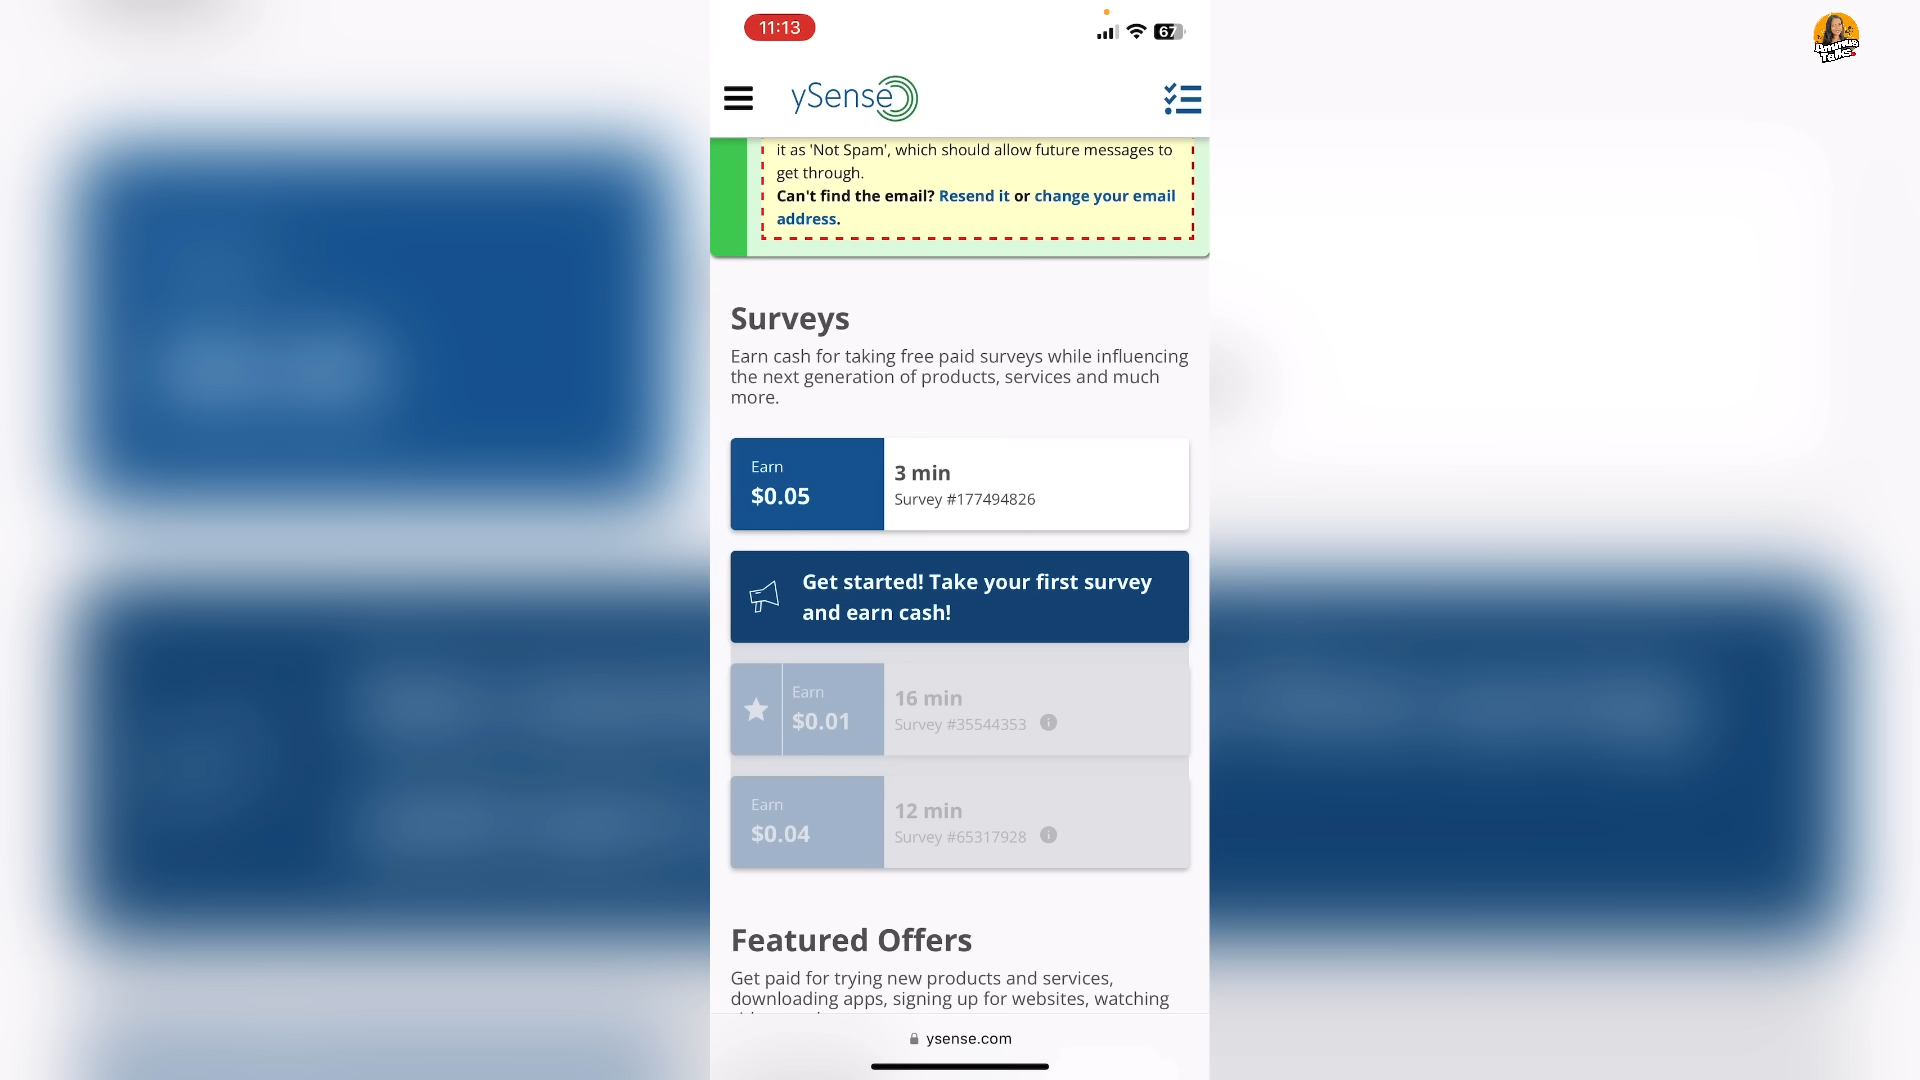 11:13
67
ySense
it as 'Not Spam', which should allow future messages to
get through.
Can't find the email? Resend it or change your email
address.
Surveys
Earn cash for taking free paid surveys while influencing
the next generation of products, services and much
more.
Earn
$0.05
3 min
Survey #177494826
Get started! Take your first survey
and earn cash!
Earn
$0.01
16 min
Survey #35544353
Earn
$0.04
12 min
Survey #65317928
Featured Offers
Get paid for trying new products and services,
downloading apps, signing up for websites, watching
ysense.com